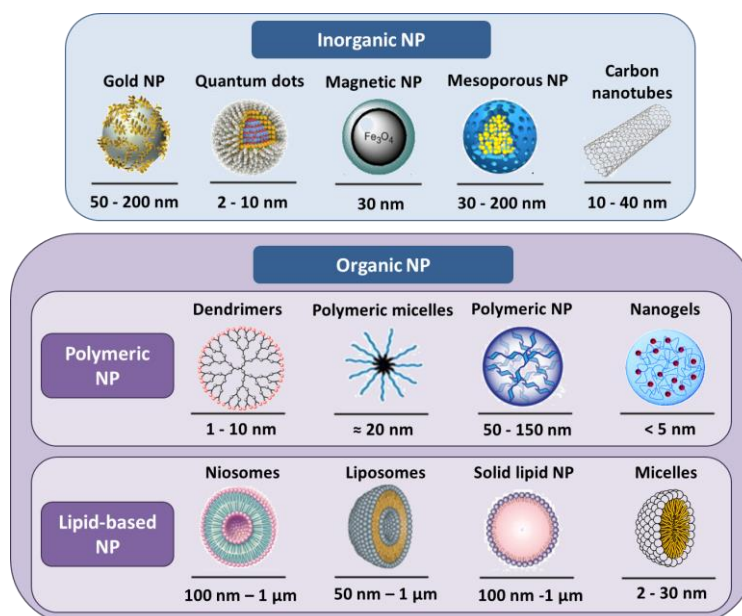 Inorganic NP
Gold NP
Quantum dots
Magnetic NP
Mesoporous NP
Carbon
nanotubes
Fe3O4
50 - 200 nm
2 - 10 nm
30 nm
30 - 200 nm
10 - 40 nm
Organic NP
Polymeric
NP
Dendrimers
Polymeric micelles
Polymeric NP
Nanogels
1 - 10 nm
≈ 20 nm
50 - 150 nm
< 5 nm
Lipid-based
NP
Niosomes
Liposomes
Solid lipid NP
Micelles
100 nm – 1 µm
50 nm – 1 µm
100 nm -1 µm
2 - 30 nm